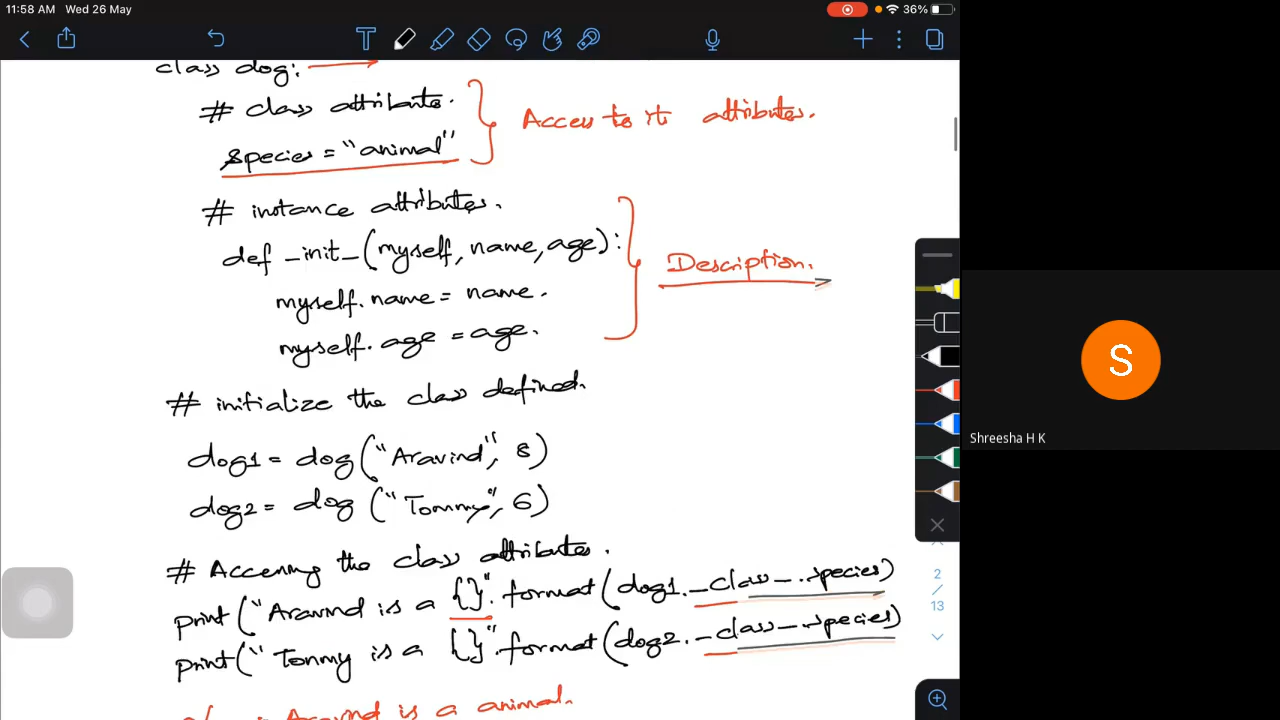 11:58 AM Wed 26 May
36%
class dog:
# class attribute.
species = "animal"
Access to it attributes.
# instance attributes.
def _init_(myself, name, age):
myself.name = name.
myself.age = age.
Description.
# initialize the class defined.
dog1 = dog("Aravind", 8)
dog2 = dog ("Tommy", 6)
# Accessing the class attributes.
print ("Aravind is a {}".format(dog1._class_.species)
print("Tommy is a {}".format(dog2._class_.species)
Aravind is a animal.
2
13
S
Shreesha H K